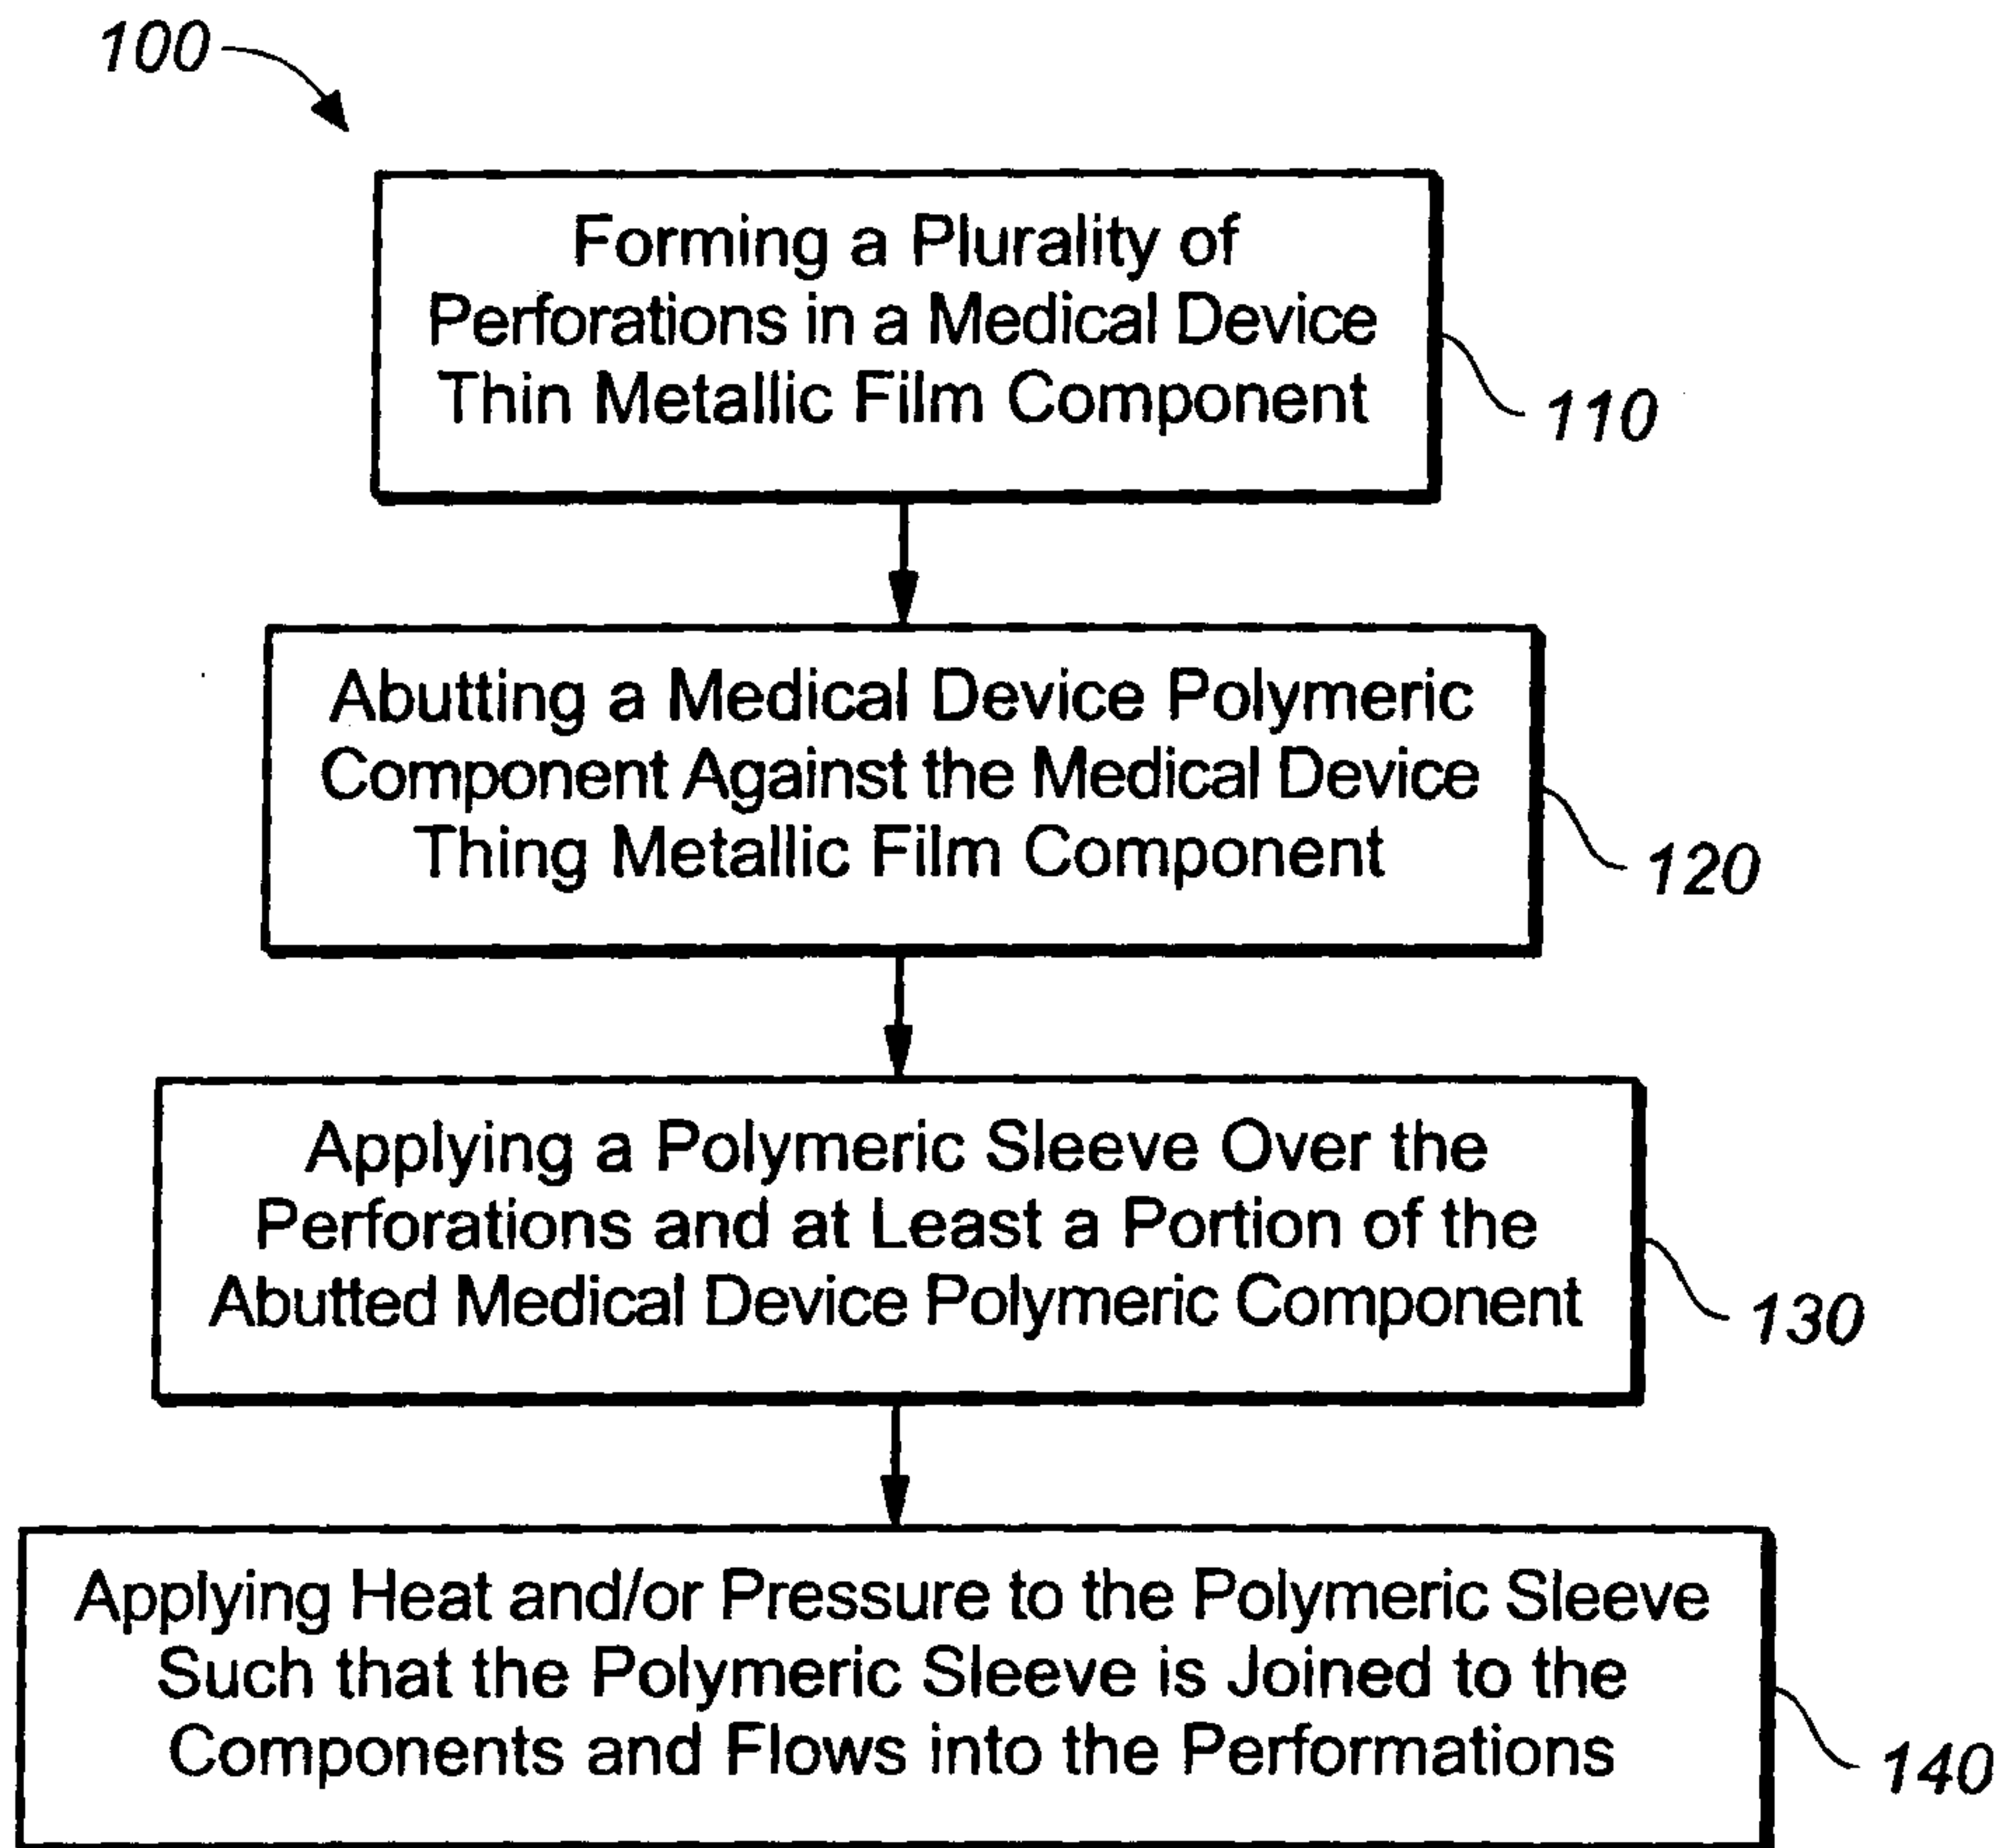 100
Forming a Plurality of
Perforations in a Medical Device
Thin Metallic Film Component
110
Abutting a Medical Device Polymeric
Component Against the Medical Device
Thing Metallic Film Component
120
Applying a Polymeric Sleeve Over the
Perforations and at Least a Portion of the
Abutted Medical Device Polymeric Component
130
Applying Heat and/or Pressure to the Polymeric Sleeve
Such that the Polymeric Sleeve is Joined to the
Components and Flows into the Performations
140